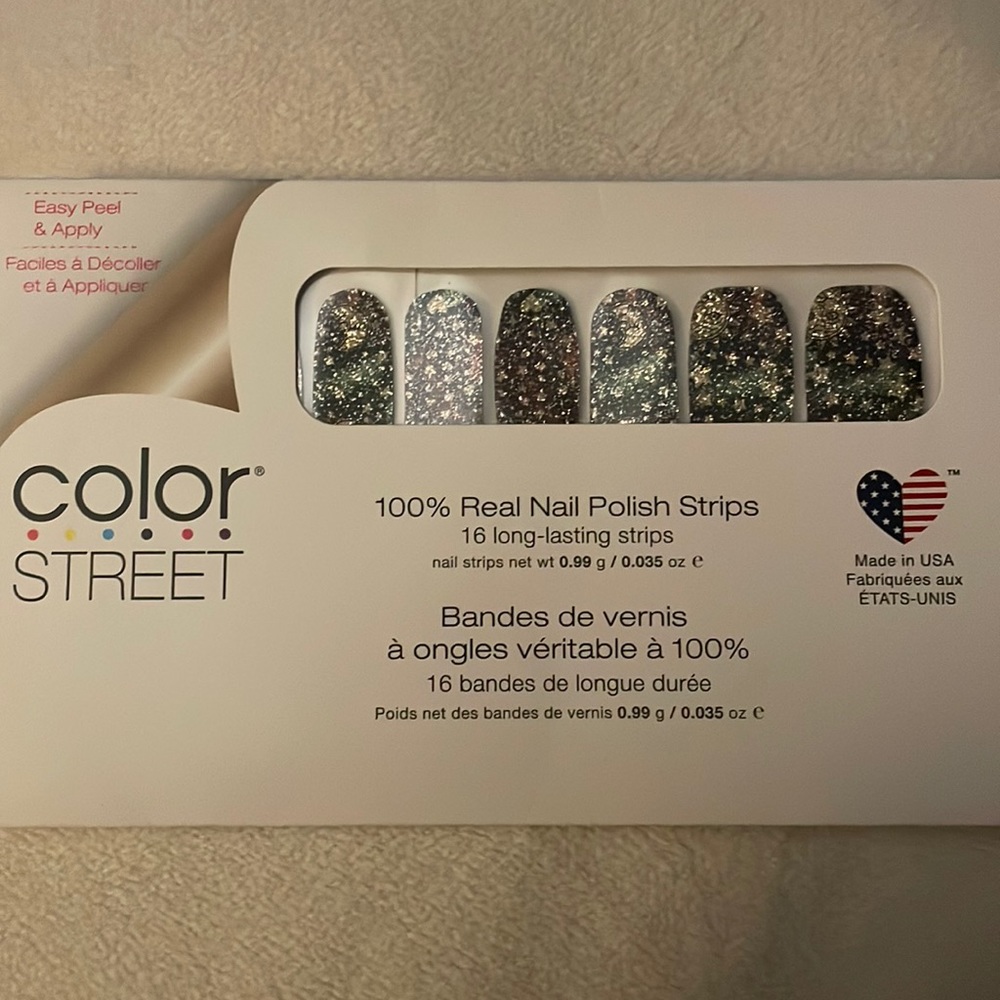 Easy Peel
& Apply
Faciles á Décoller
et á Appliquer
color®
STREET
100% Real Nail Polish Strips
16 long-lasting strips
nail strips net wt 0.99 g / 0.035 oz ℮
Bandes de vernis
à ongles véritable à 100%
16 bandes de longue durée
Poids net des bandes de vernis 0.99 g / 0.035 oz ℮
™
Made in USA
Fabriquées aux
ÉTATS-UNIS